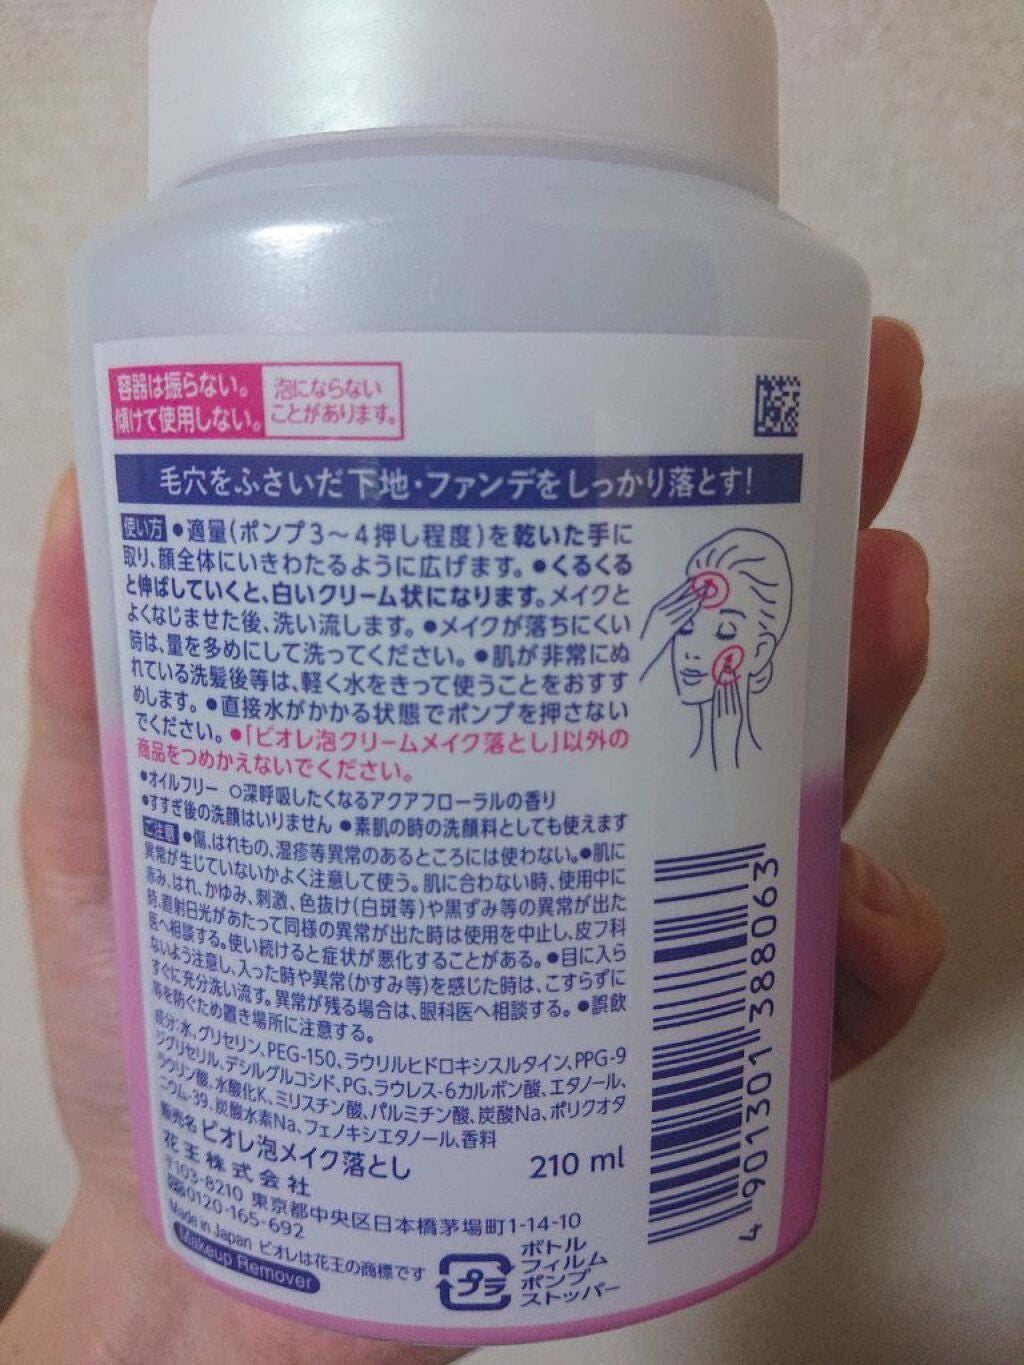 容器は振らない。
傾けて使用しない。
泡にならない
ことがあります。
毛穴をふさいだ下地・ファンデをしっかり落とす!
使い方 ●適量(ポンプ3〜4押し程度)を乾いた手に
取り、顔全体にいきわたるように広げます。●くるくる
と伸ばしていくと、白いクリーム状になります。メイクと
よくなじませた後、洗い流します。●メイクが落ちにくい
時は、量を多めにして洗ってください。●肌が非常にぬ
れている洗髪後等は、軽く水をきって使うことをおすす
めします。●直接水がかかる状態でポンプを押さない
でください。●「ビオレ泡クリームメイク落とし」以外の
商品をつめかえないでください。
●オイルフリー ○深呼吸したくなるアクアフローラルの香り
●すすぎ後の洗顔はいりません ●素肌の時の洗顔料としても使えます
ご注意 ●傷、はれもの、湿疹等異常のあるところには使わない。●肌に
異常が生じていないかよく注意して使う。肌に合わない時、使用中に
赤み、はれ、かゆみ、刺激、色抜け(白斑等)や黒ずみ等の異常が出た
時、直射日光があたって同様の異常が出た時は使用を中止し、皮フ科
医へ相談する。使い続けると症状が悪化することがある。●目に入ら
ないよう注意し、入った時や異常(かすみ等)を感じた時は、こすらずに
すぐに充分洗い流す。異常が残る場合は、眼科医へ相談する。●誤飲
等を防ぐため置き場所に注意する。
成分:水、グリセリン、PEG-150、ラウリルヒドロキシスルタイン、PPG-9
ジグリセリル、デシルグルコシド、PG、ラウレス-6カルボン酸、エタノール、
ラウリン酸、水酸化K、ミリスチン酸、パルミチン酸、炭酸Na、ポリクオタ
ニウム-39、炭酸水素Na、フェノキシエタノール、香料
販売名 ビオレ泡メイク落とし
210 ml
花王株式会社
〒103-8210 東京都中央区日本橋茅場町1-14-10
0120-165-692
Made in Japan ビオレは花王の商標です
Makeup Remover
プラ
ボトル
フィルム
ポンプ
ストッパー
4 901301 388063